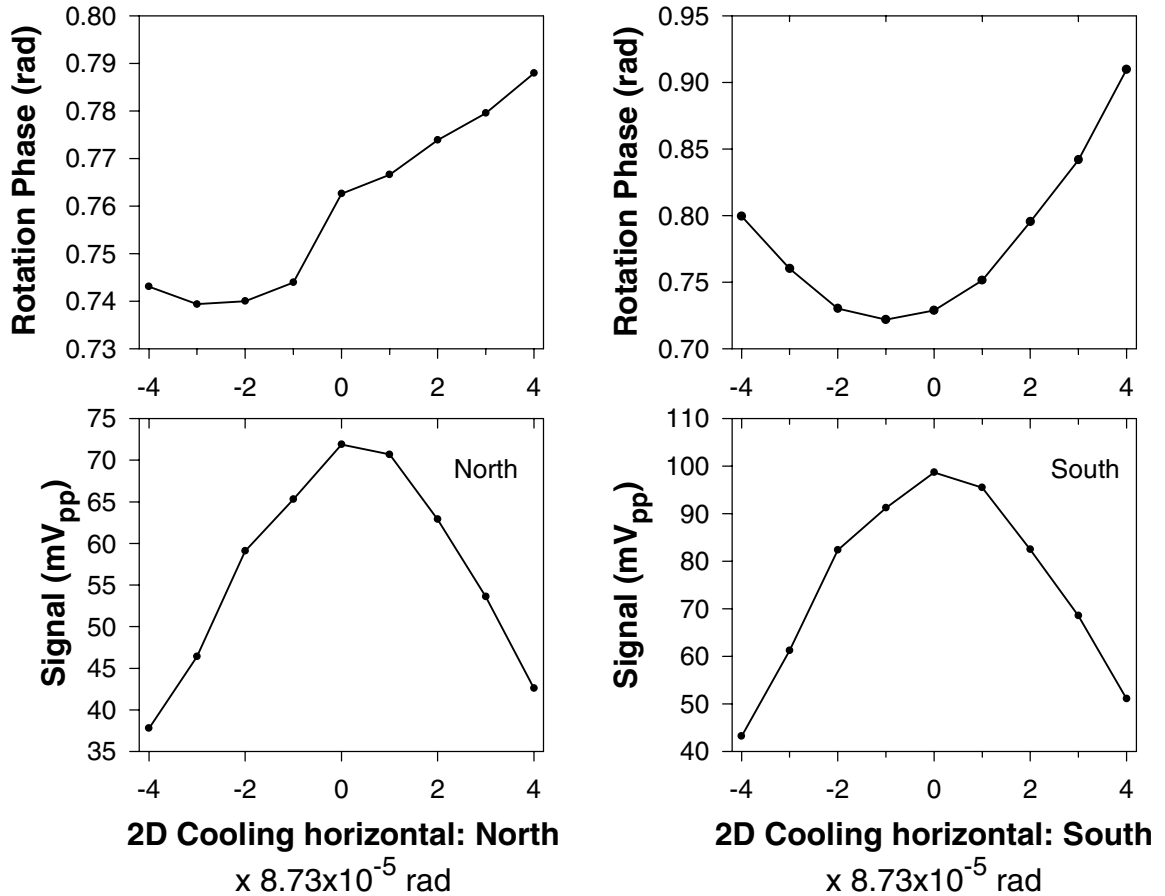 Rotation Phase (rad)
0.80
0.79
0.78
0.77
0.76
0.75
0.74
0.73
-4 -2 0 2 4
Rotation Phase (rad)
0.95
0.90
0.85
0.80
0.75
0.70
-4 -2 0 2 4
Signal (mVpp)
75
70
65
60
55
50
45
40
35
North
-4 -2 0 2 4
2D Cooling horizontal: North
x 8.73x10⁻⁵ rad
Signal (mVpp)
110
100
90
80
70
60
50
40
South
-4 -2 0 2 4
2D Cooling horizontal: South
x 8.73x10⁻⁵ rad